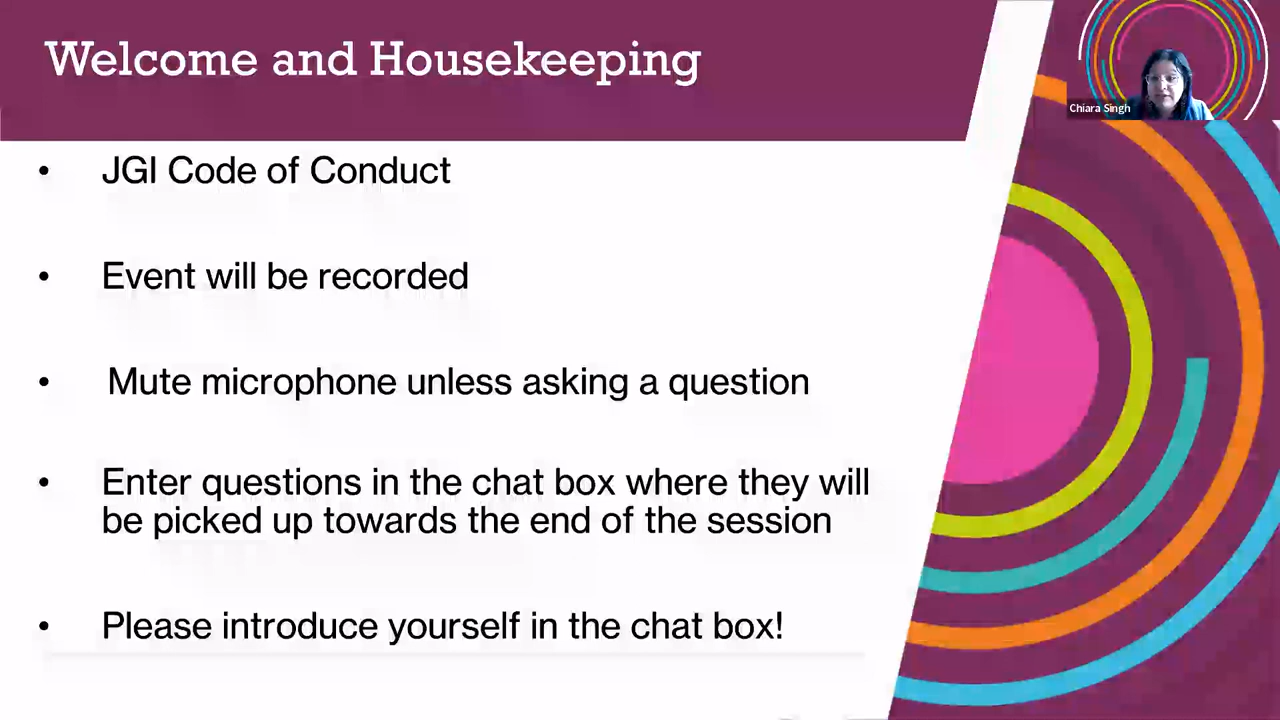 Welcome and Housekeeping
Chiara Singh
• JGI Code of Conduct
• Event will be recorded
• Mute microphone unless asking a question
• Enter questions in the chat box where they will
be picked up towards the end of the session
• Please introduce yourself in the chat box!